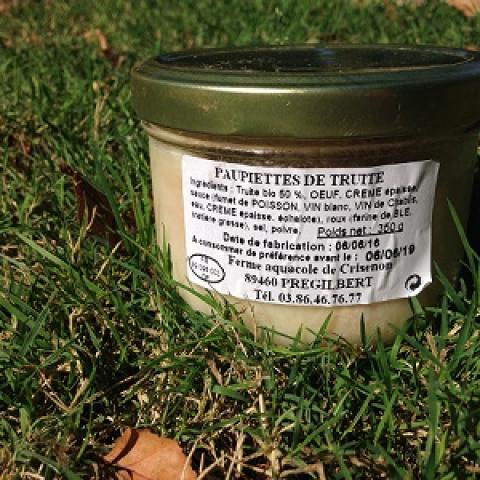 PAUPIETTES DE TRUITE
Ingrédients : Truite bio 50 %, OEUF, CREME épaisse,
sauce (fumet de POISSON, VIN blanc, VIN de Chablis,
eau, CREME épaisse, échalote), roux (farine de BLE,
matière grasse), sel, poivre. Poids net : 350 g
Date de fabrication : 06/06/16
A consommer de préférence avant le : 06/06/19
Ferme aquacole de Crisenon
89460 PREGILBERT
Tél. 03.86.46.76.77